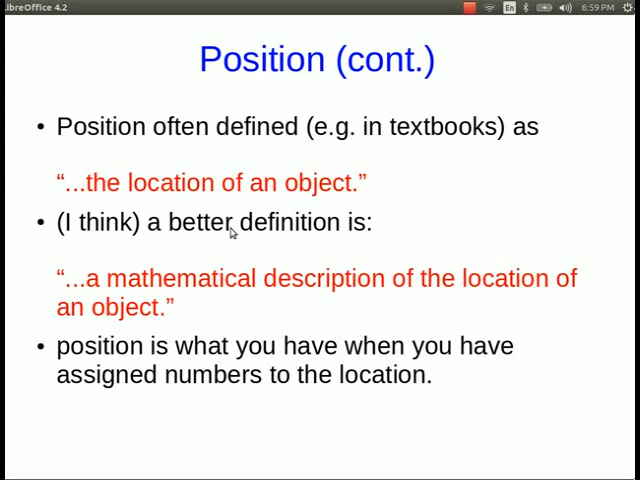 LibreOffice 4.2
En
6:59 PM
Position (cont.)
• Position often defined (e.g. in textbooks) as
“...the location of an object.”
• (I think) a better definition is:
“...a mathematical description of the location of
an object.”
• position is what you have when you have
assigned numbers to the location.